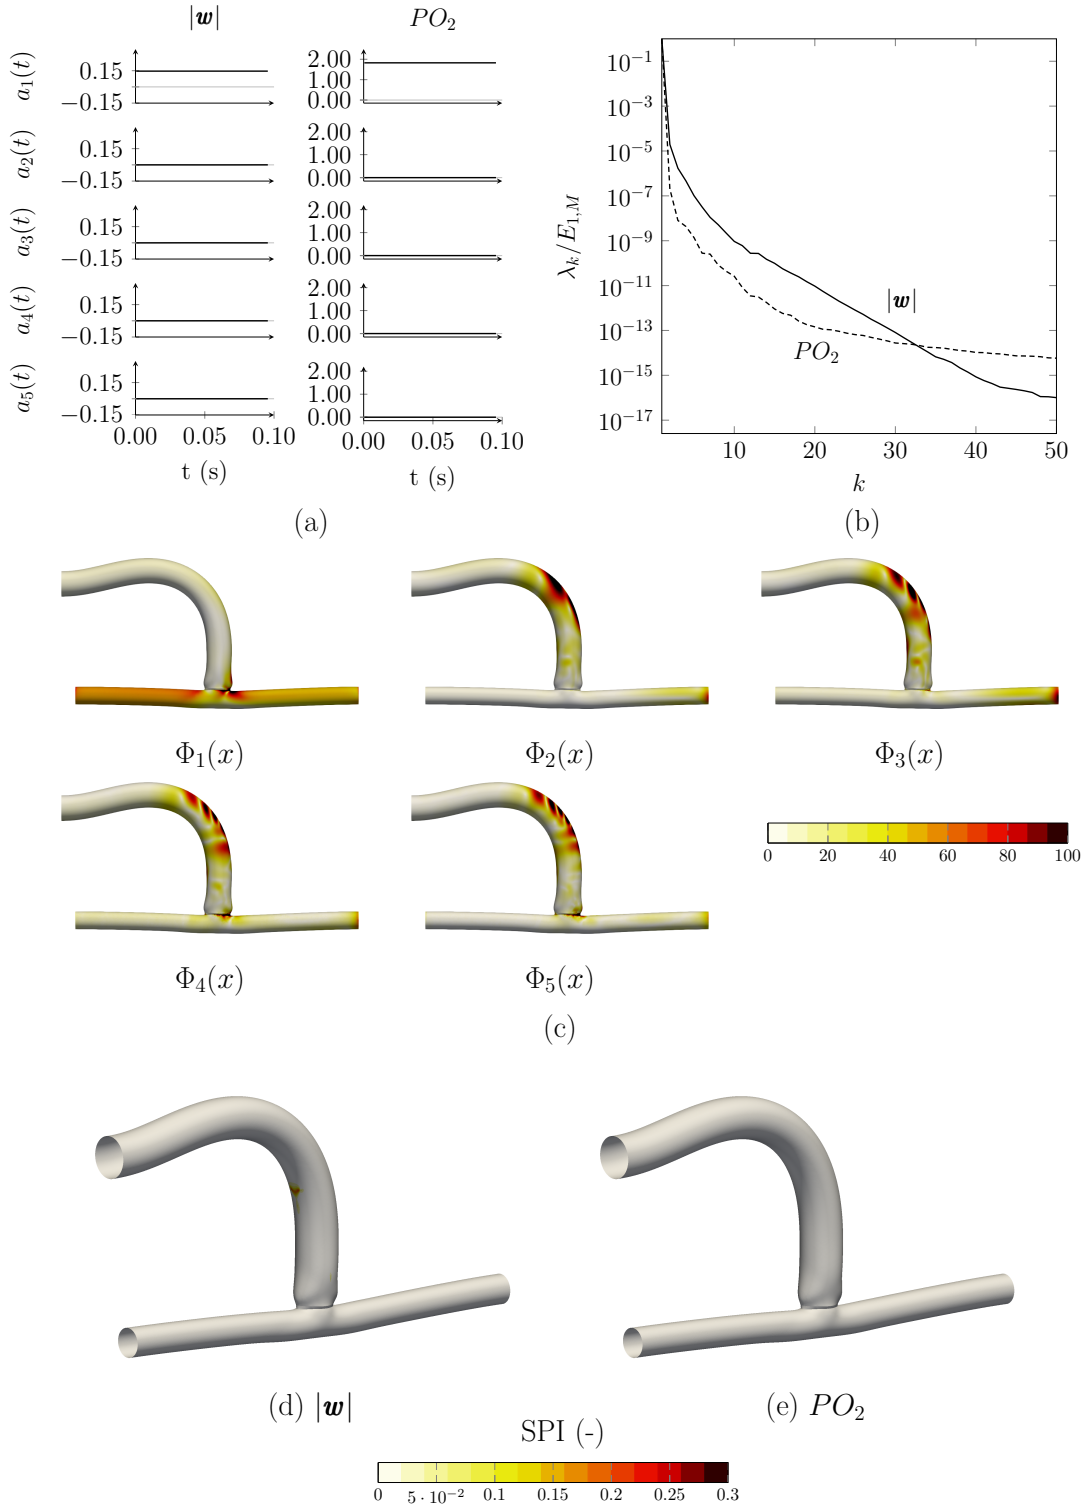 |w| PO₂
a₁(t) 0.15 −0.15 2.00 1.00 0.00
a₂(t) 0.15 −0.15 2.00 1.00 0.00
a₃(t) 0.15 −0.15 2.00 1.00 0.00
a₄(t) 0.15 −0.15 2.00 1.00 0.00
a₅(t) 0.15 −0.15 2.00 1.00 0.00
0.00 0.05 0.10 0.00 0.05 0.10
t (s) t (s)
(a)
λₖ/E₁,M
10⁻¹
10⁻³
10⁻⁵
10⁻⁷
10⁻⁹
10⁻¹¹
10⁻¹³
10⁻¹⁵
10⁻¹⁷
|w|
PO₂
10 20 30 40 50
k
(b)
Φ₁(x) Φ₂(x) Φ₃(x)
0 20 40 60 80 100
Φ₄(x) Φ₅(x)
(c)
(d) |w| (e) PO₂
SPI (-)
0 5·10⁻² 0.1 0.15 0.2 0.25 0.3